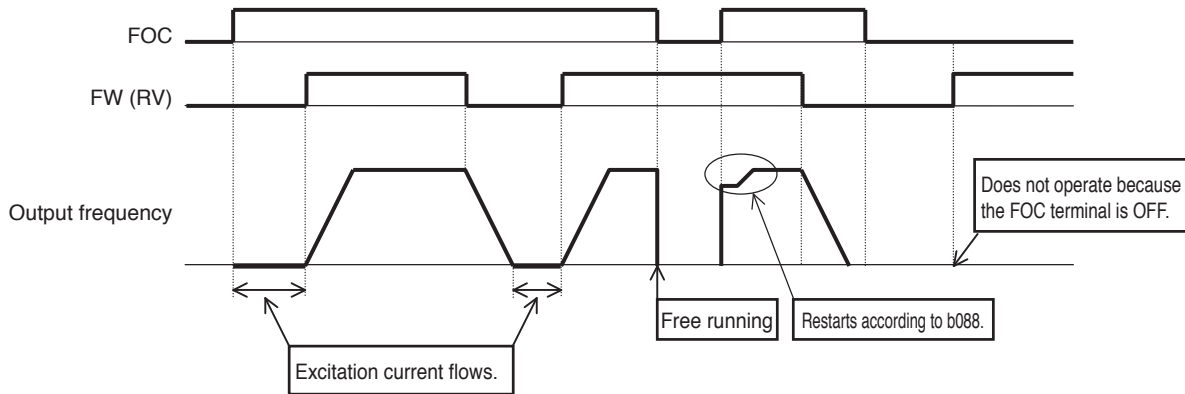 FOC
FW (RV)
Output frequency
Does not operate because
the FOC terminal is OFF.
Free running
Restarts according to b088.
Excitation current flows.